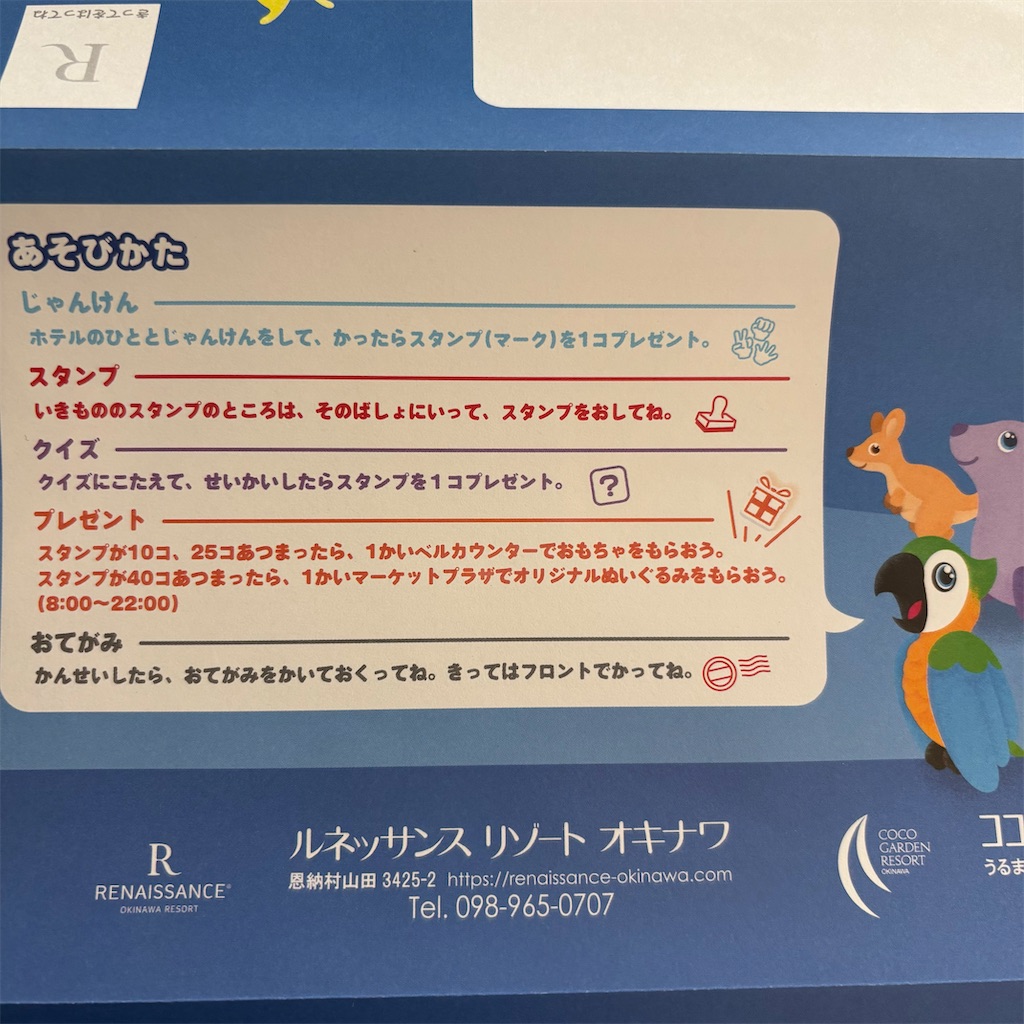 きってをはってね
R
あそびかた
じゃんけん
ホテルのひととじゃんけんをして、かったらスタンプ(マーク)を1コプレゼント。
スタンプ
いきもののスタンプのところは、そのばしょにいって、スタンプをおしてね。
クイズ
クイズにこたえて、せいかいしたらスタンプを1コプレゼント。
?
プレゼント
スタンプが10コ、25コあつまったら、1かいベルカウンターでおもちゃをもらおう。
スタンプが40コあつまったら、1かいマーケットプラザでオリジナルぬいぐるみをもらおう。
(8:00〜22:00)
おてがみ
かんせいしたら、おてがみをかいておくってね。きってはフロントでかってね。
R
RENAISSANCE®
OKINAWA RESORT
ルネッサンス リゾート オキナワ
恩納村山田 3425-2 https://renaissance-okinawa.com
Tel. 098-965-0707
COCO
GARDEN
RESORT
OKINAWA
ココ
うるま